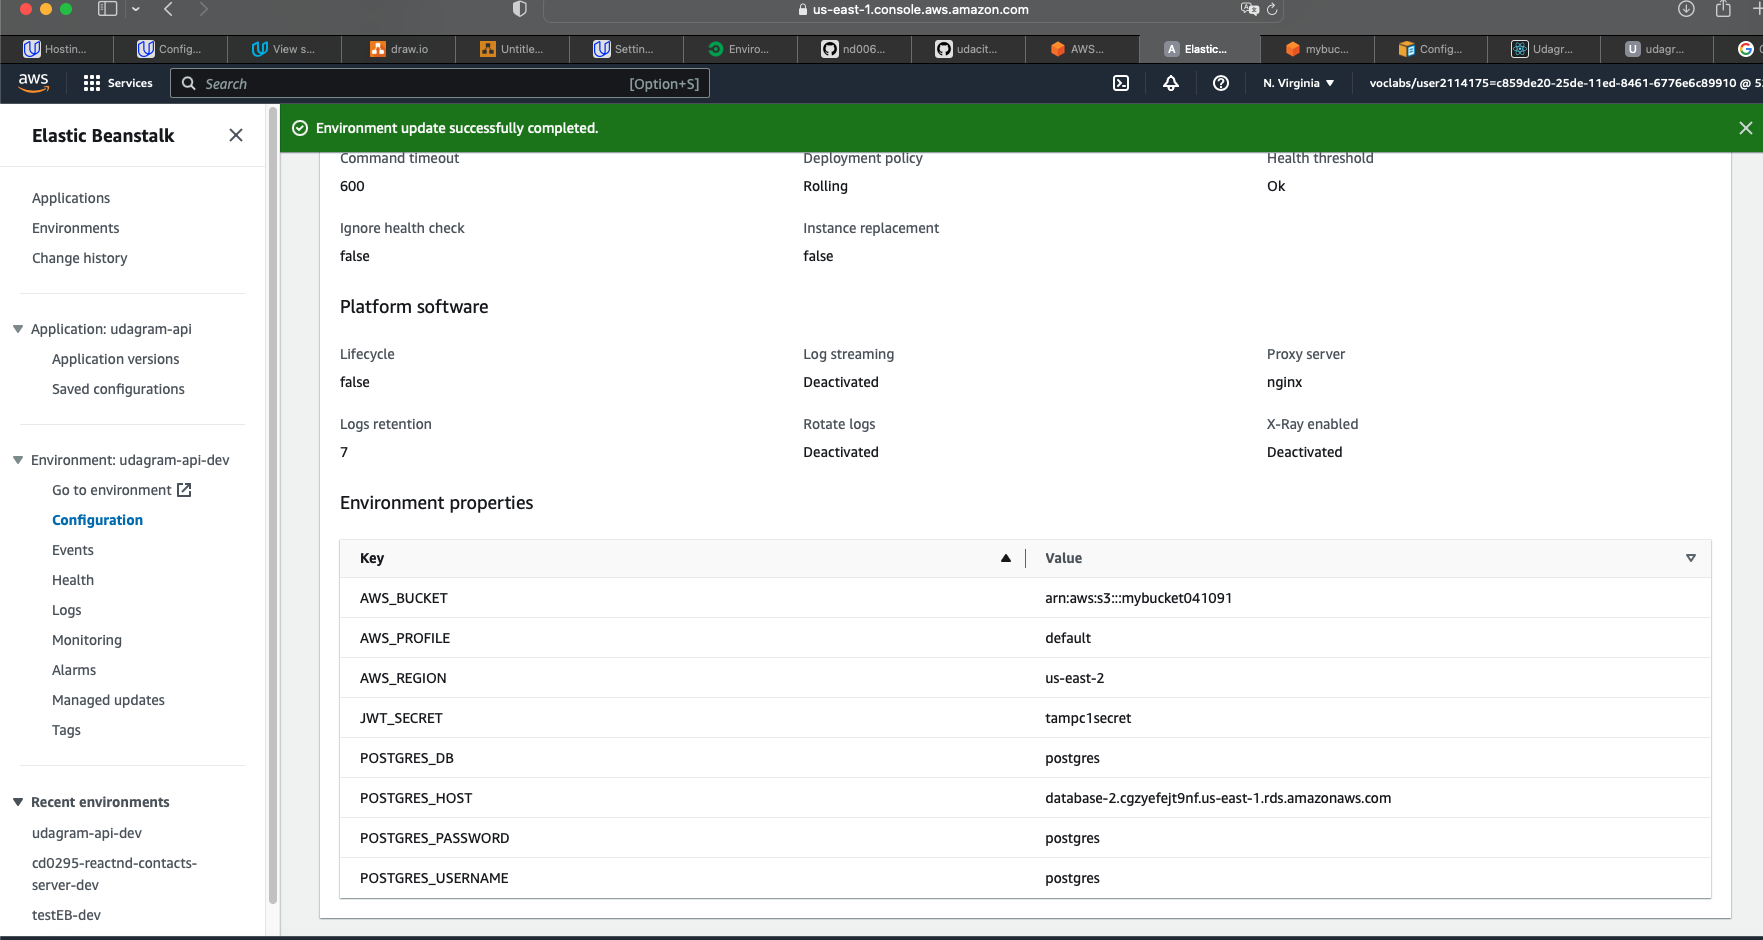 us-east-1.console.aws.amazon.com
Hostin...
Config...
View s...
draw.io
Untitle...
Settin...
Enviro...
nd006...
udacit...
AWS...
A Elastic...
mybuc...
Config...
Udagr...
U udagr...
aws
Services
Search
[Option+S]
N. Virginia
voclabs/user2114175=c859de20-25de-11ed-8461-6776e6c89910 @ 5
Elastic Beanstalk
Environment update successfully completed.
Applications
Environments
Change history
Application: udagram-api
Application versions
Saved configurations
Environment: udagram-api-dev
Go to environment
Configuration
Events
Health
Logs
Monitoring
Alarms
Managed updates
Tags
Recent environments
udagram-api-dev
cd0295-reactnd-contacts-
server-dev
testEB-dev
Command timeout
600
Deployment policy
Rolling
Health threshold
Ok
Ignore health check
false
Instance replacement
false
Platform software
Lifecycle
false
Log streaming
Deactivated
Proxy server
nginx
Logs retention
7
Rotate logs
Deactivated
X-Ray enabled
Deactivated
Environment properties
Key Value
AWS_BUCKET arn:aws:s3:::mybucket041091
AWS_PROFILE default
AWS_REGION us-east-2
JWT_SECRET tampc1secret
POSTGRES_DB postgres
POSTGRES_HOST database-2.cgzyefejt9nf.us-east-1.rds.amazonaws.com
POSTGRES_PASSWORD postgres
POSTGRES_USERNAME postgres